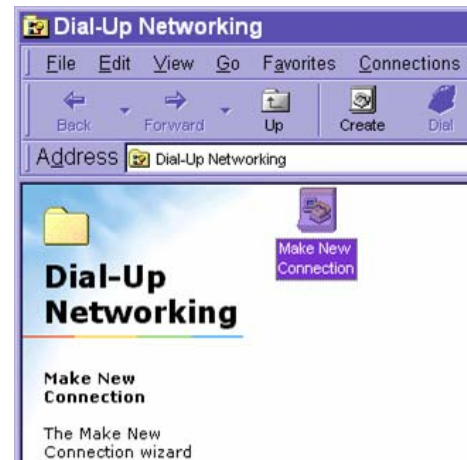 Dial-Up Networking
File Edit View Go Favorites Connections
Back Forward Up Create Dial
Address Dial-Up Networking
Make New
Connection
Dial-Up
Networking
Make New
Connection
The Make New
Connection wizard